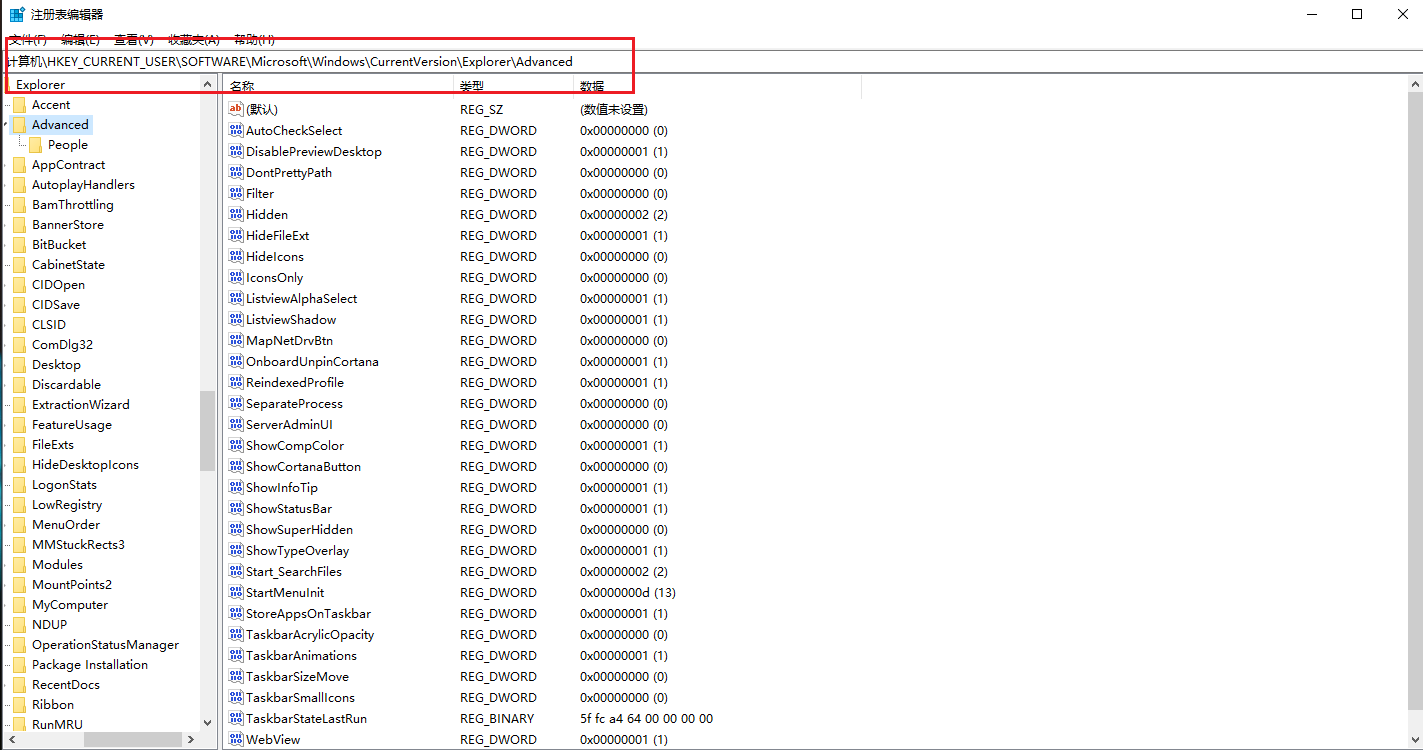 注册表编辑器
文件(F) 编辑(E) 查看(V) 收藏夹(A) 帮助(H)
计算机\HKEY_CURRENT_USER\SOFTWARE\Microsoft\Windows\CurrentVersion\Explorer\Advanced
Explorer
Accent
Advanced
People
AppContract
AutoplayHandlers
BamThrottling
BannerStore
BitBucket
CabinetState
CIDOpen
CIDSave
CLSID
ComDlg32
Desktop
Discardable
ExtractionWizard
FeatureUsage
FileExts
HideDesktopIcons
LogonStats
LowRegistry
MenuOrder
MMStuckRects3
Modules
MountPoints2
MyComputer
NDUP
OperationStatusManager
Package Installation
RecentDocs
Ribbon
RunMRU
名称 类型 数据
(默认) REG_SZ (数值未设置)
AutoCheckSelect REG_DWORD 0x00000000 (0)
DisablePreviewDesktop REG_DWORD 0x00000001 (1)
DontPrettyPath REG_DWORD 0x00000000 (0)
Filter REG_DWORD 0x00000000 (0)
Hidden REG_DWORD 0x00000002 (2)
HideFileExt REG_DWORD 0x00000001 (1)
HideIcons REG_DWORD 0x00000000 (0)
IconsOnly REG_DWORD 0x00000000 (0)
ListviewAlphaSelect REG_DWORD 0x00000001 (1)
ListviewShadow REG_DWORD 0x00000001 (1)
MapNetDrvBtn REG_DWORD 0x00000000 (0)
OnboardUnpinCortana REG_DWORD 0x00000001 (1)
ReindexedProfile REG_DWORD 0x00000001 (1)
SeparateProcess REG_DWORD 0x00000000 (0)
ServerAdminUI REG_DWORD 0x00000000 (0)
ShowCompColor REG_DWORD 0x00000001 (1)
ShowCortanaButton REG_DWORD 0x00000000 (0)
ShowInfoTip REG_DWORD 0x00000001 (1)
ShowStatusBar REG_DWORD 0x00000001 (1)
ShowSuperHidden REG_DWORD 0x00000000 (0)
ShowTypeOverlay REG_DWORD 0x00000001 (1)
Start_SearchFiles REG_DWORD 0x00000002 (2)
StartMenuInit REG_DWORD 0x0000000d (13)
StoreAppsOnTaskbar REG_DWORD 0x00000001 (1)
TaskbarAcrylicOpacity REG_DWORD 0x00000000 (0)
TaskbarAnimations REG_DWORD 0x00000001 (1)
TaskbarSizeMove REG_DWORD 0x00000000 (0)
TaskbarSmallIcons REG_DWORD 0x00000000 (0)
TaskbarStateLastRun REG_BINARY 5f fc a4 64 00 00 00 00
WebView REG_DWORD 0x00000001 (1)